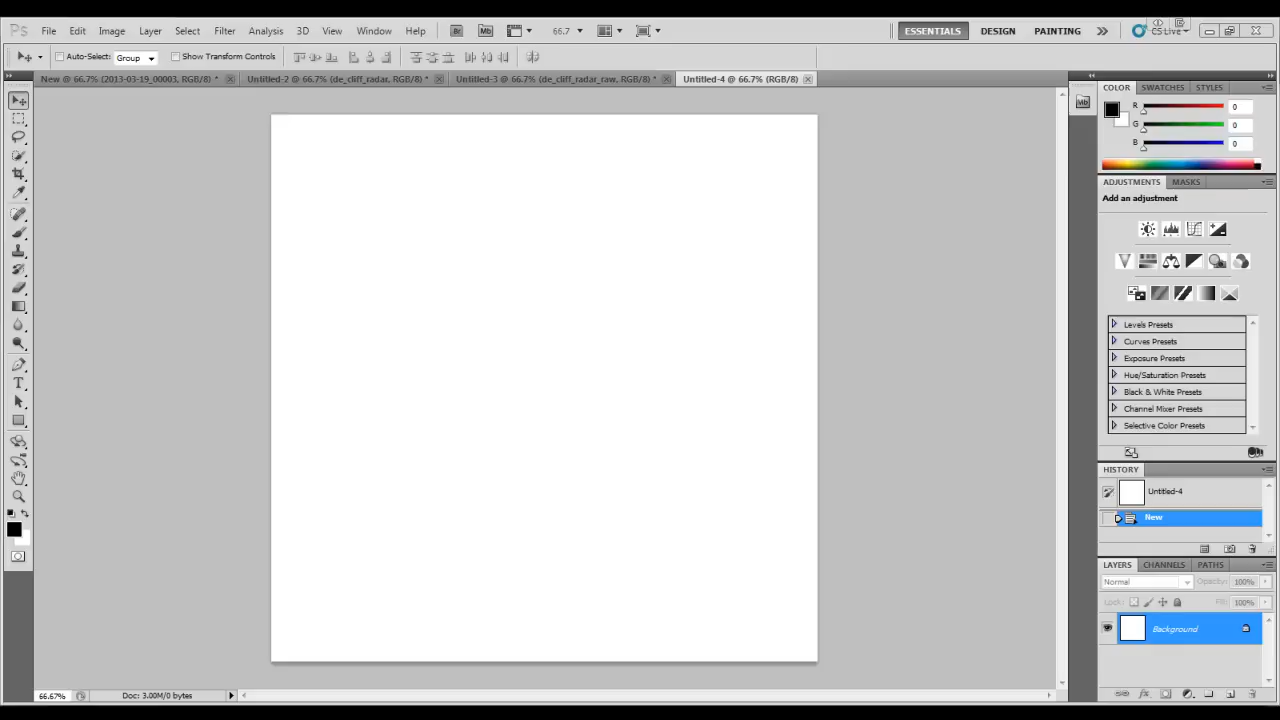 Ps File Edit Image Layer Select Filter Analysis 3D View Window Help Br Mb 66.7 ESSENTIALS DESIGN PAINTING CS Live
Auto-Select: Group Show Transform Controls
New @ 66.7% (2013-03-19_00003, RGB/8) * Untitled-2 @ 66.7% (de_cliff_radar, RGB/8) * Untitled-3 @ 66.7% (de_cliff_radar_raw, RGB/8) * Untitled-4 @ 66.7% (RGB/8)
COLOR SWATCHES STYLES
Mb
R 0
G 0
B 0
ADJUSTMENTS MASKS
Add an adjustment
Levels Presets
Curves Presets
Exposure Presets
Hue/Saturation Presets
Black & White Presets
Channel Mixer Presets
Selective Color Presets
HISTORY
Untitled-4
New
LAYERS CHANNELS PATHS
Normal Opacity: 100%
Lock: Fill: 100%
Background
66.67% Doc: 3.00M/0 bytes